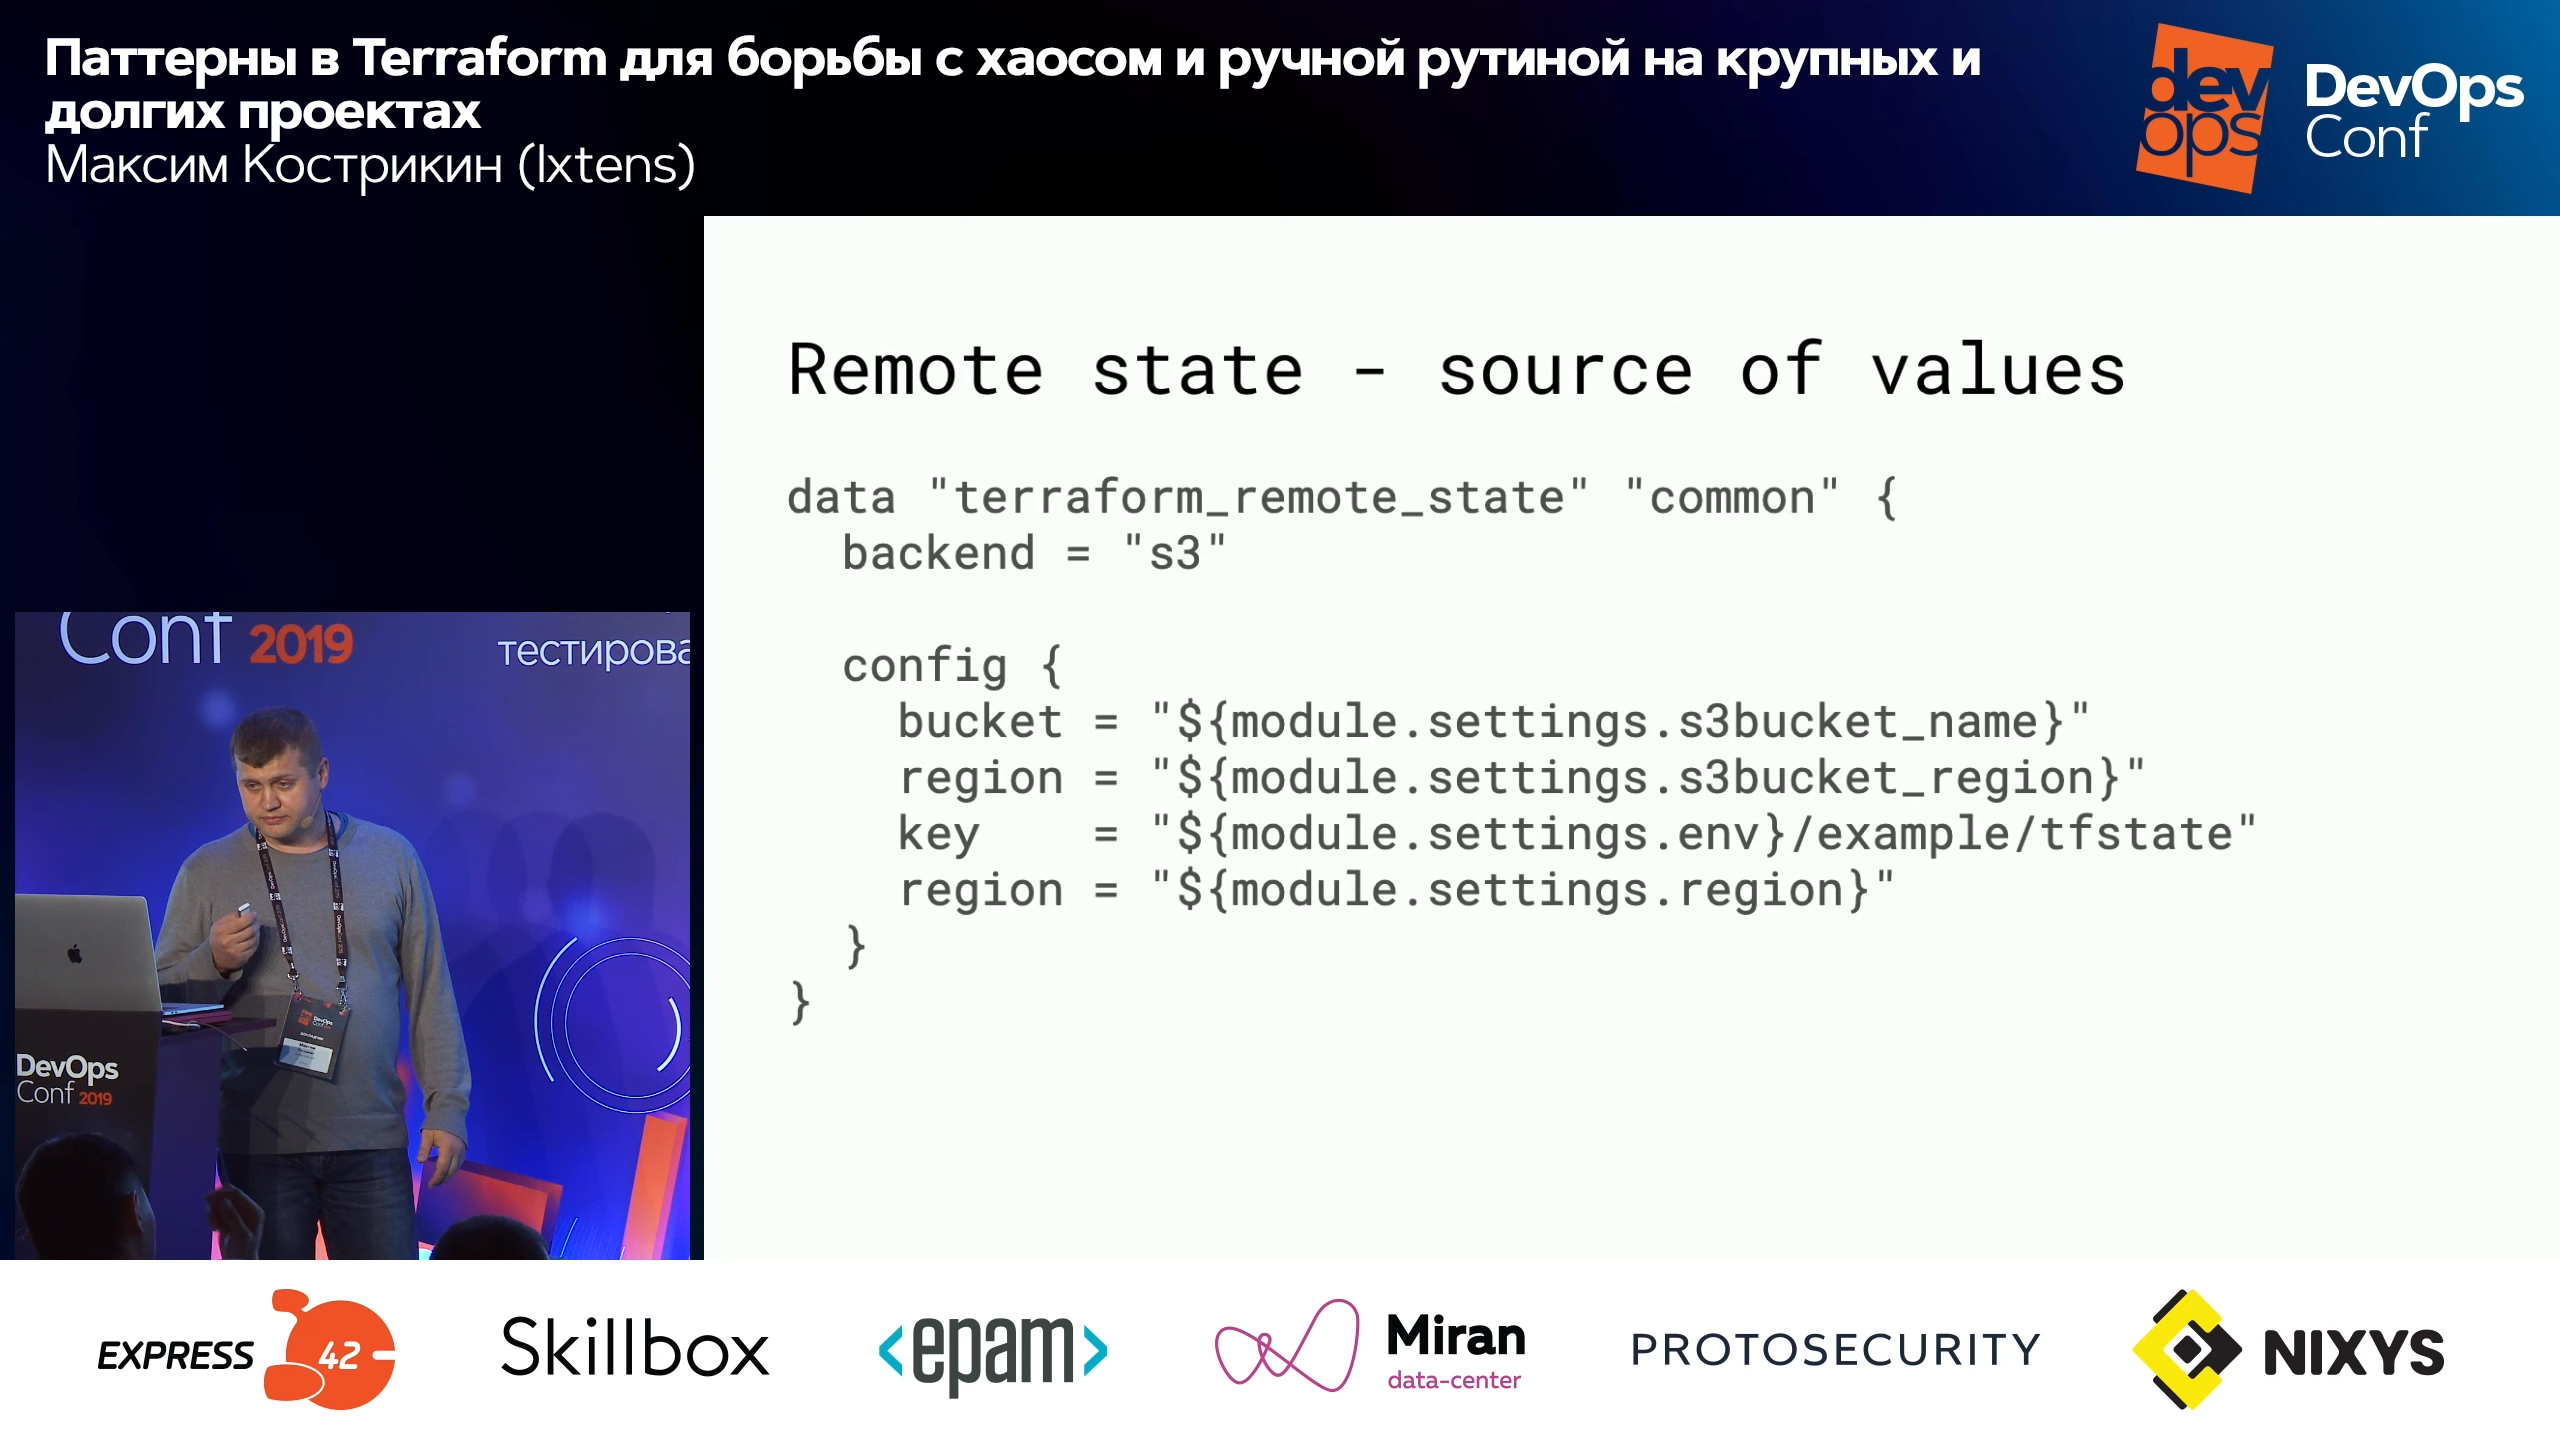 Паттерны в Terraform для борьбы с хаосом и ручной рутиной на крупных и
долгих проектах
Максим Кострикин (Ixtens)
dev
ops
DevOps
Conf
Remote state - source of values
data "terraform_remote_state" "common" {
  backend = "s3"
  config {
    bucket = "${module.settings.s3bucket_name}"
    region = "${module.settings.s3bucket_region}"
    key    = "${module.settings.env}/example/tfstate"
    region = "${module.settings.region}"
  }
}
Conf 2019
тестирова
DevOps
Conf
DevOps
Conf 2019
EXPRESS 42
Skillbox
<epam>
Miran
data-center
PROTOSECURITY
NIXYS